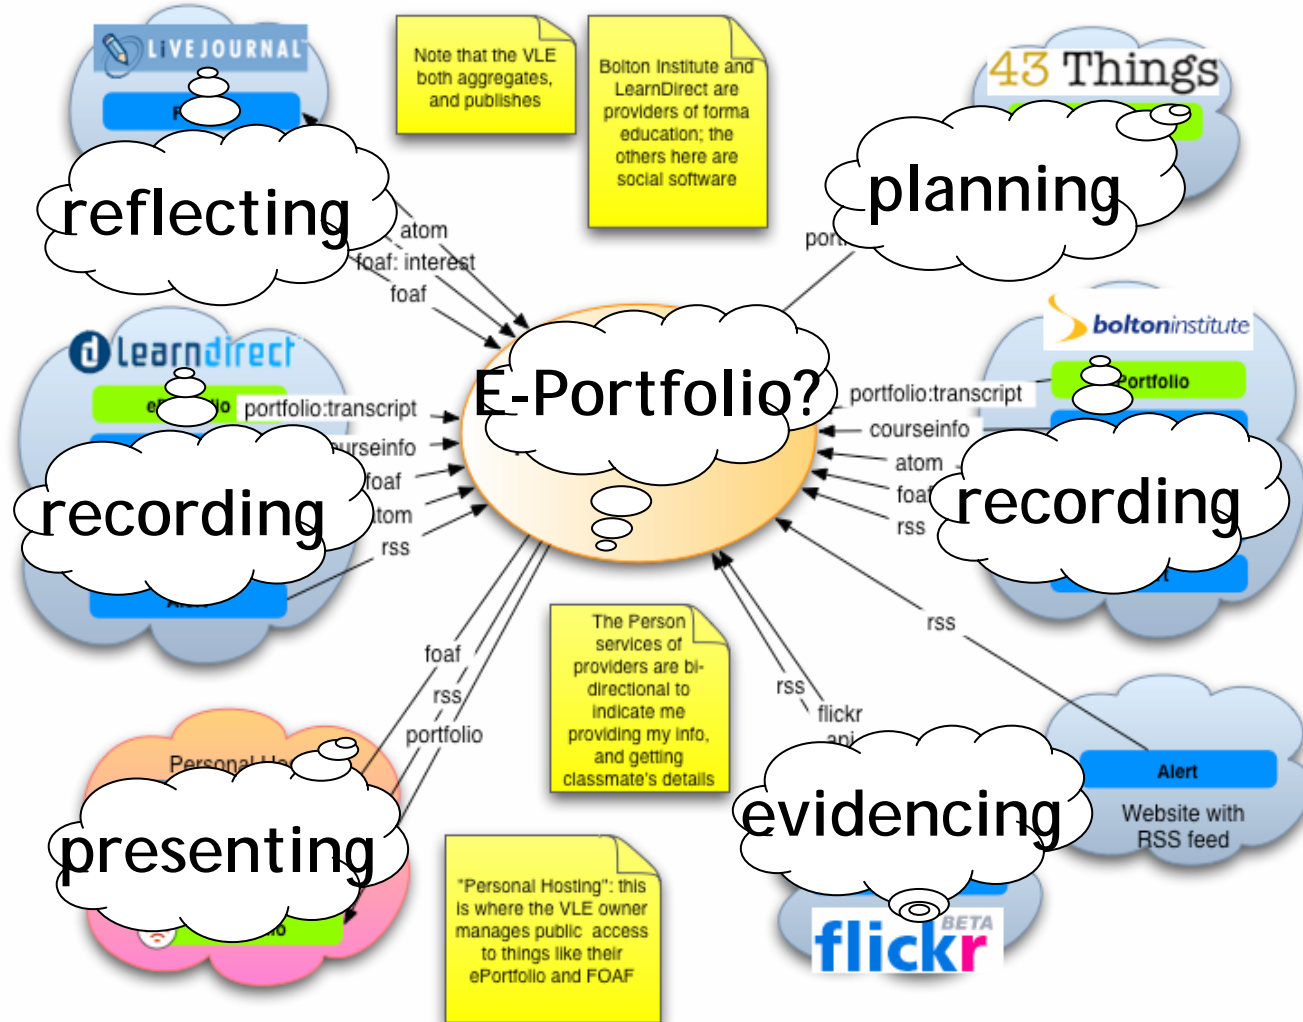 LiVEJOURNAL
reflecting
atom
foaf: interest
foaf
Note that the VLE
both aggregates,
and publishes
Bolton Institute and
LearnDirect are
providers of forma
education; the
others here are
social software
43 Things
planning
learndirect
portfolio:transcript
foaf
rss
recording
E-Portfolio?
boltoninstitute
portfolio:transcript
courseinfo
atom
rss
recording
foaf
rss
portfolio
Personal
presenting
The Person
services of
providers are bi-
directional to
indicate me
providing my info,
and getting
classmate's details
"Personal Hosting": this
is where the VLE owner
manages public access
to things like their
ePortfolio and FOAF
rss
flickr
api
rss
evidencing
flickr
BETA
Alert
Website with
RSS feed